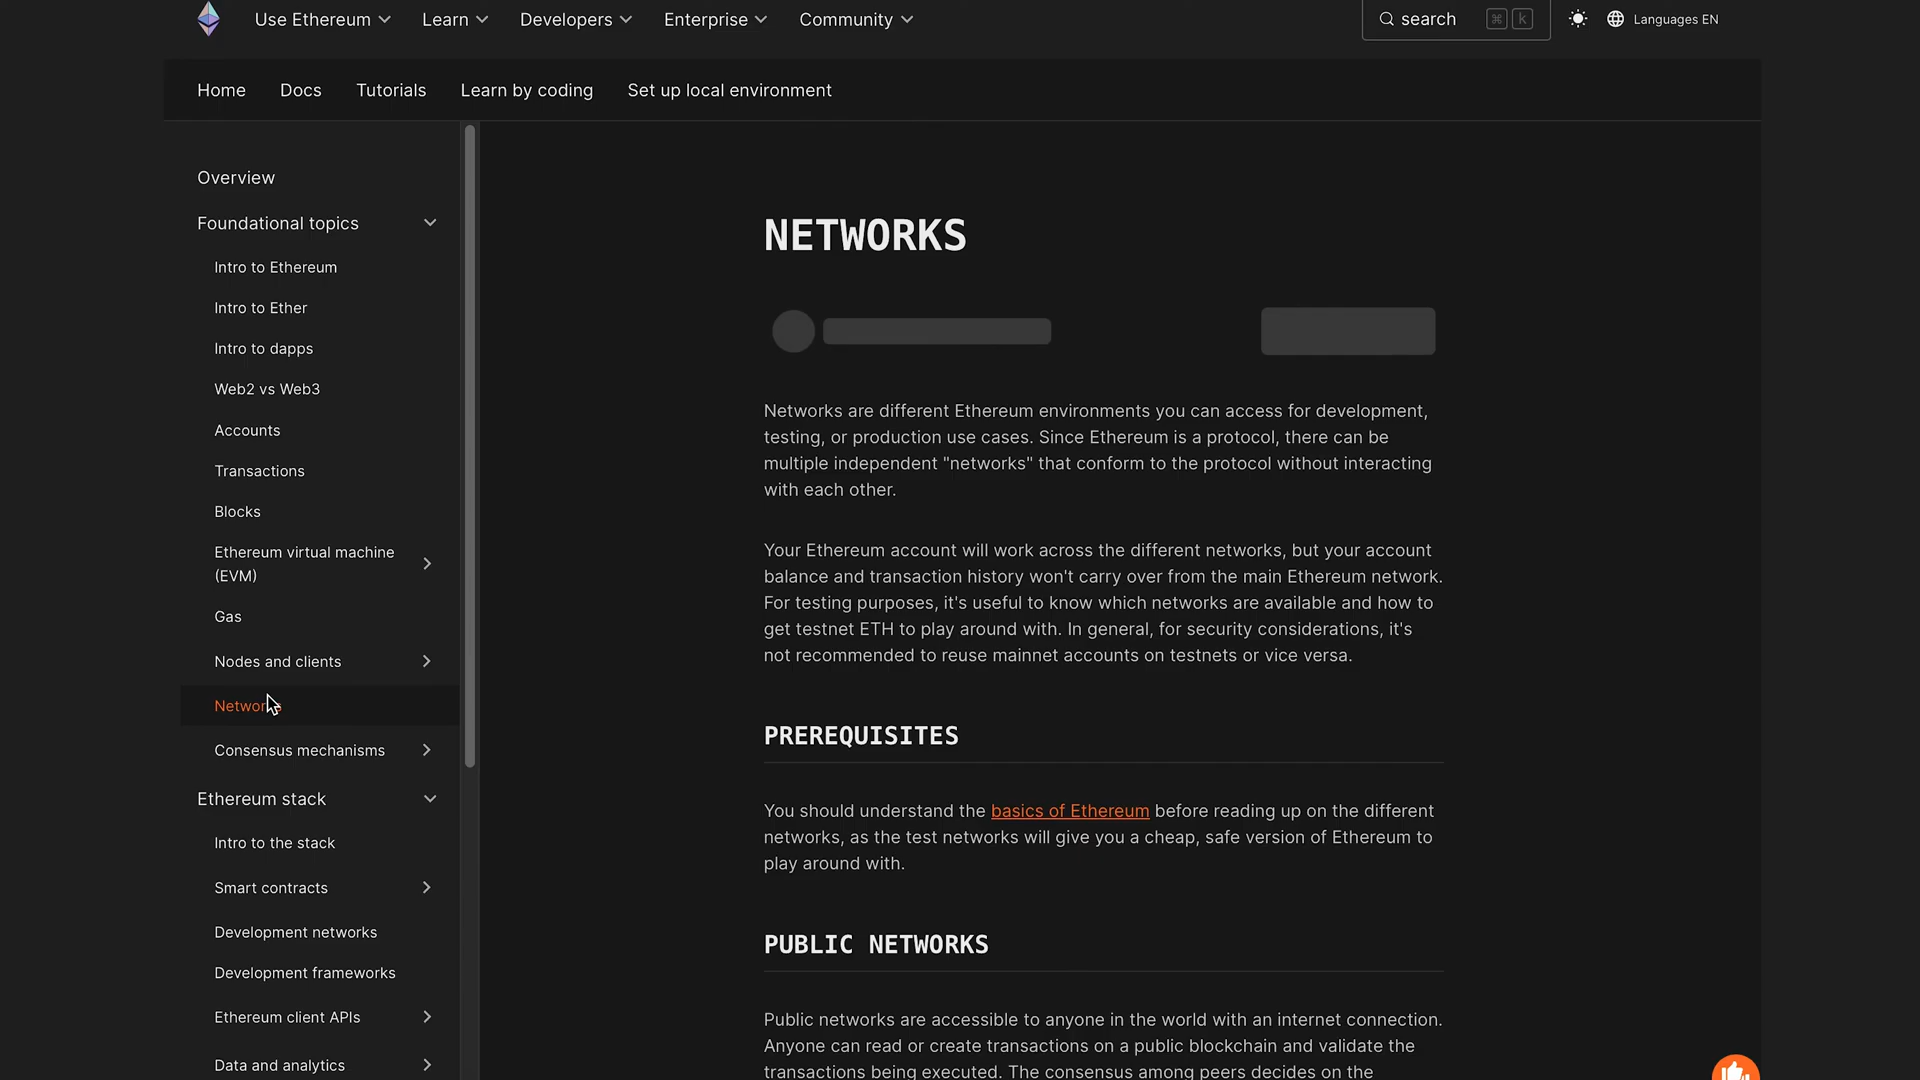 Use Ethereum
Learn
Developers
Enterprise
Community
search
⌘ k
Languages EN
Home
Docs
Tutorials
Learn by coding
Set up local environment
Overview
Foundational topics
Intro to Ethereum
Intro to Ether
Intro to dapps
Web2 vs Web3
Accounts
Transactions
Blocks
Ethereum virtual machine
(EVM)
Gas
Nodes and clients
Networks
Consensus mechanisms
Ethereum stack
Intro to the stack
Smart contracts
Development networks
Development frameworks
Ethereum client APIs
Data and analytics
NETWORKS
Networks are different Ethereum environments you can access for development,
testing, or production use cases. Since Ethereum is a protocol, there can be
multiple independent "networks" that conform to the protocol without interacting
with each other.
Your Ethereum account will work across the different networks, but your account
balance and transaction history won't carry over from the main Ethereum network.
For testing purposes, it's useful to know which networks are available and how to
get testnet ETH to play around with. In general, for security considerations, it's
not recommended to reuse mainnet accounts on testnets or vice versa.
PREREQUISITES
You should understand the basics of Ethereum before reading up on the different
networks, as the test networks will give you a cheap, safe version of Ethereum to
play around with.
PUBLIC NETWORKS
Public networks are accessible to anyone in the world with an internet connection.
Anyone can read or create transactions on a public blockchain and validate the
transactions being executed. The consensus among peers decides on the